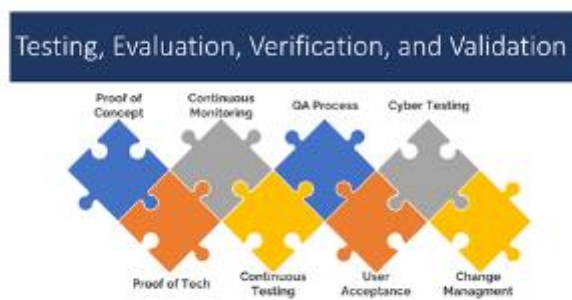 Testing, Evaluation, Verification, and Validation
Proof of
Concept
Continuous
Monitoring
QA Process
Cyber Testing
Proof of Tech
Continuous
Testing
User
Acceptance
Change
Managment